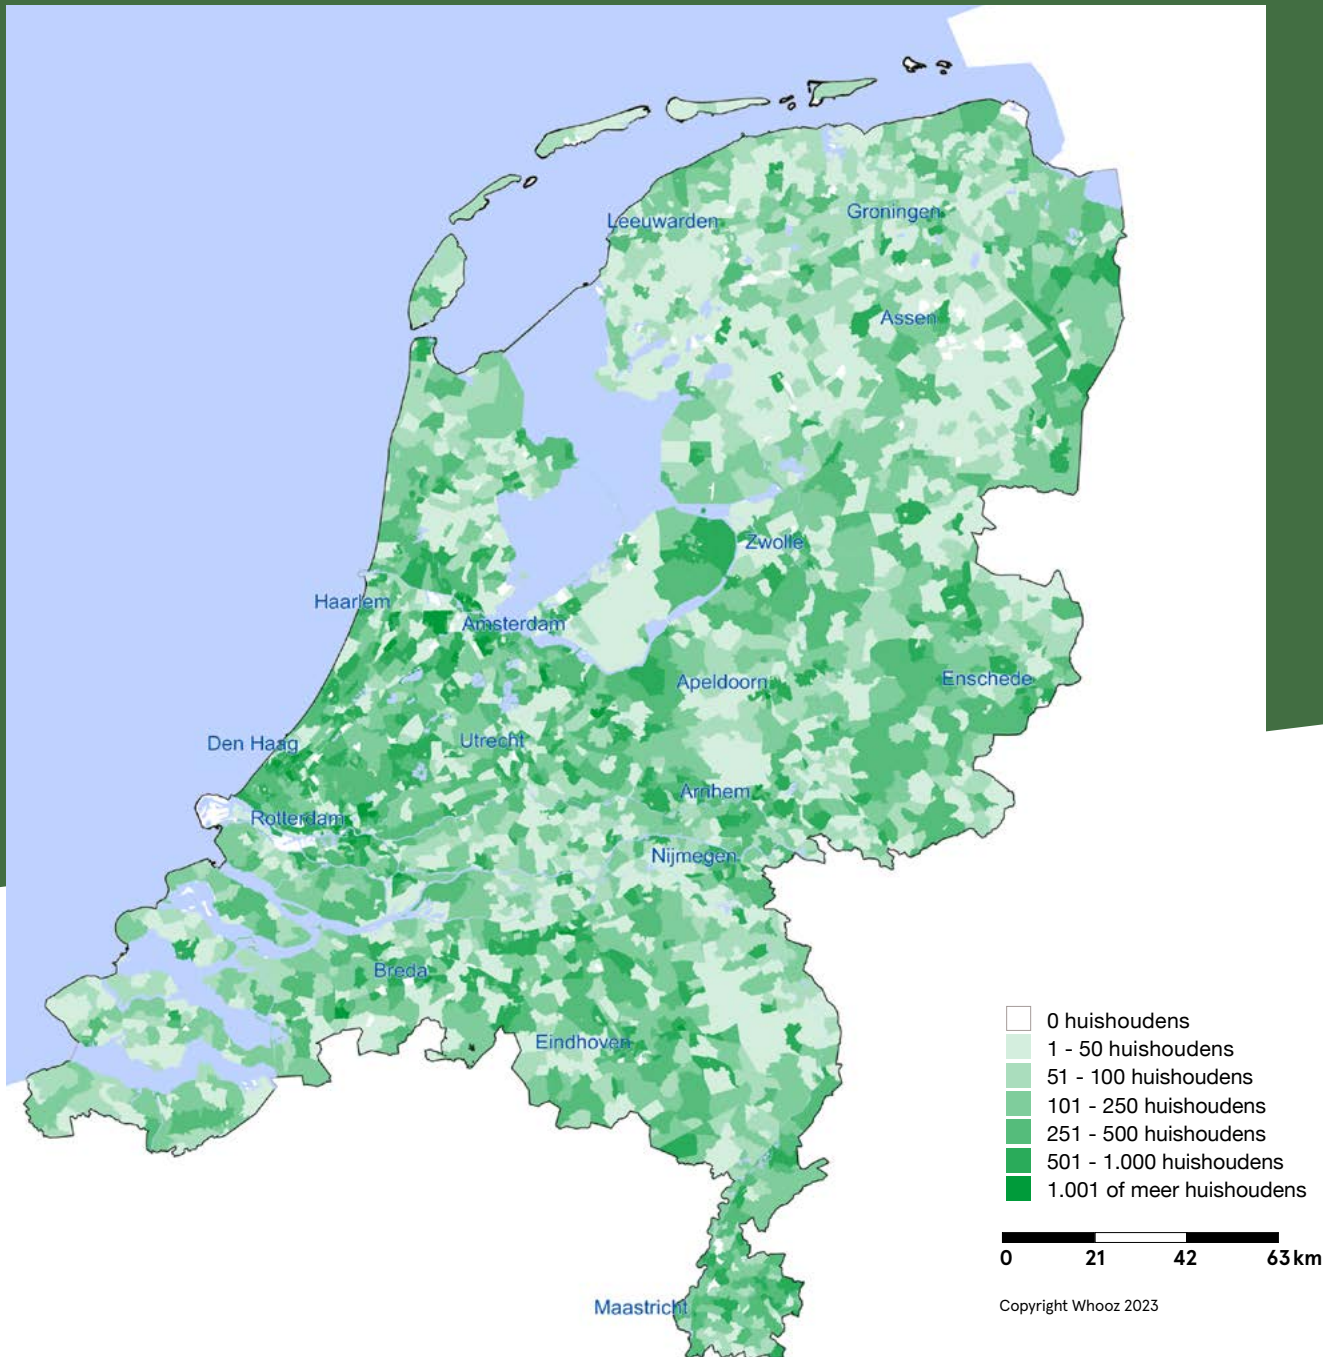 Leeuwarden
Groningen
Assen
Zwolle
Haarlem
Amsterdam
Apeldoorn
Enschede
Den Haag
Utrecht
Arnhem
Rotterdam
Nijmegen
Breda
Eindhoven
Maastricht
0 huishoudens
1 - 50 huishoudens
51 - 100 huishoudens
101 - 250 huishoudens
251 - 500 huishoudens
501 - 1.000 huishoudens
1.001 of meer huishoudens
0 21 42 63 km
Copyright Whooz 2023